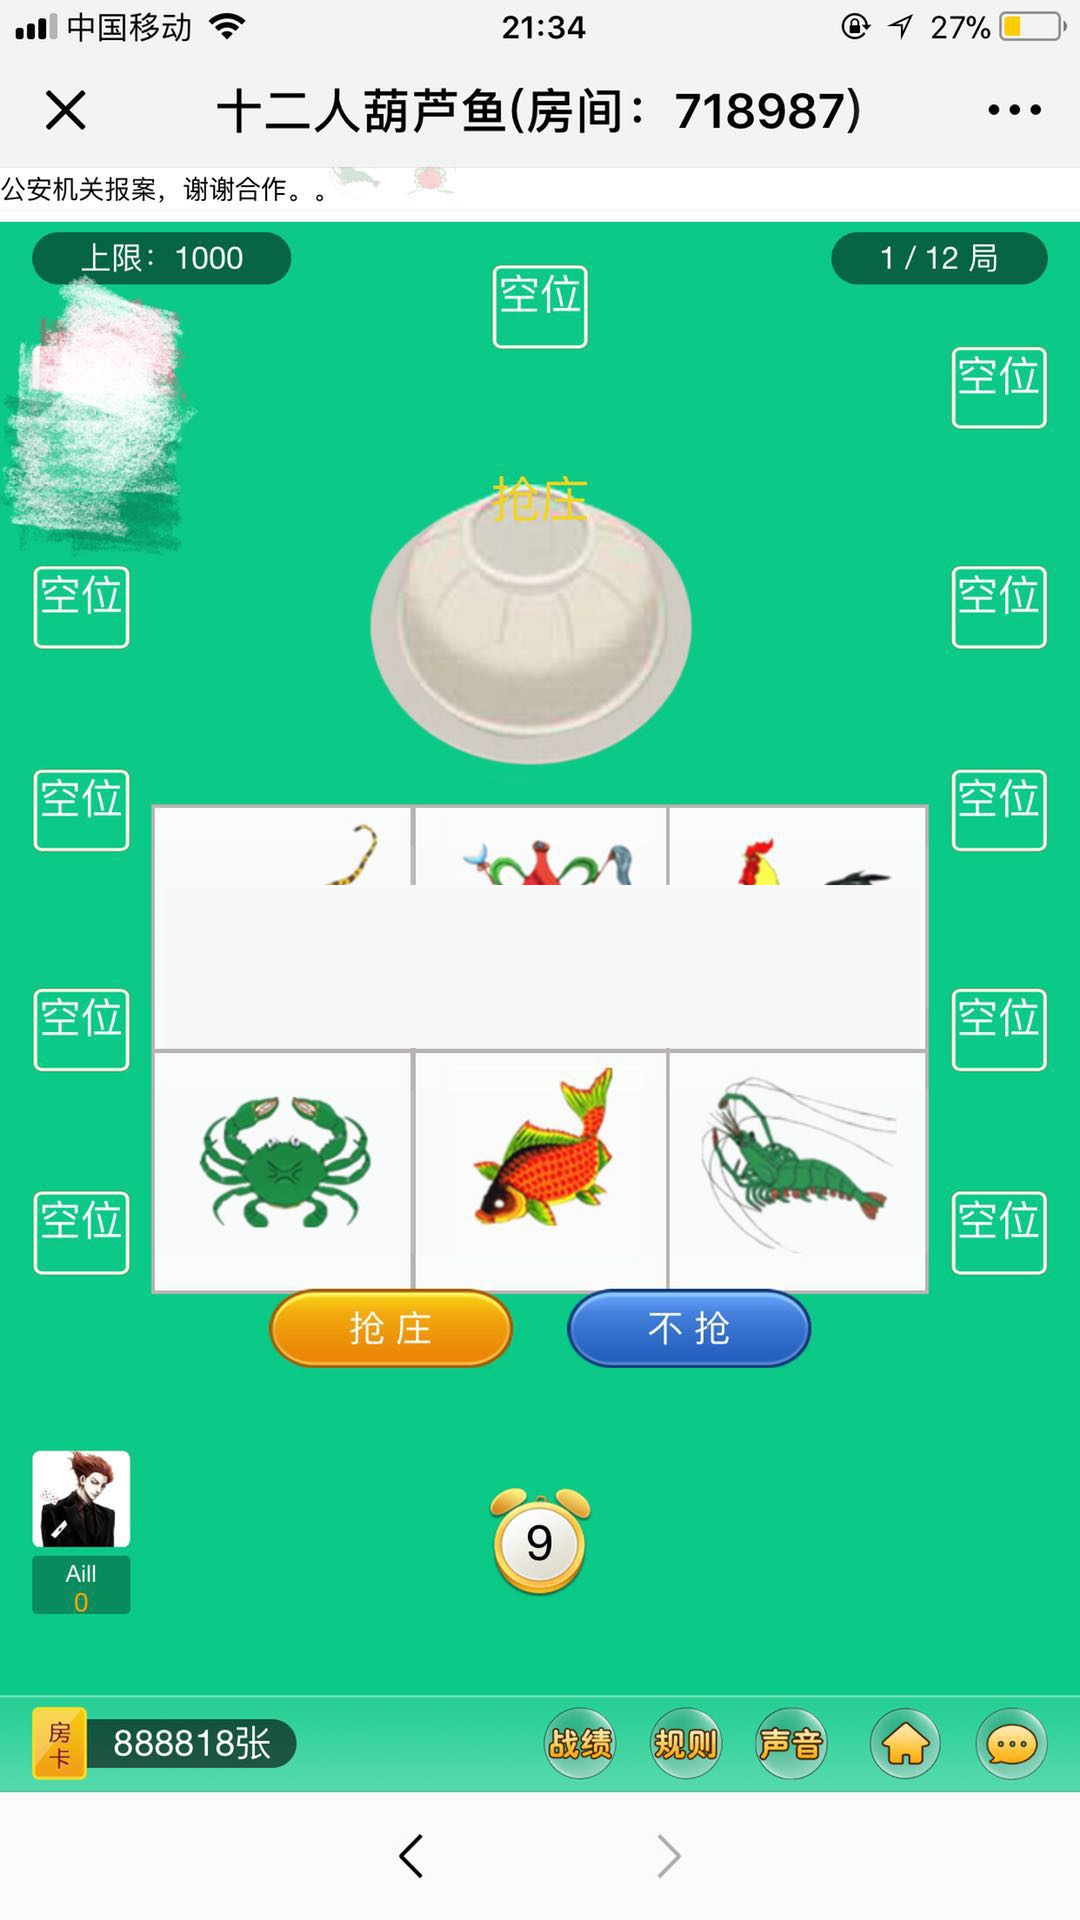 中国移动 21:34 27%
十二人葫芦鱼(房间：718987)
公安机关报案，谢谢合作。。
上限：1000
1 / 12 局
空位
空位
抢庄
空位
空位
空位
空位
空位
空位
空位
空位
抢庄
不抢
9
Aill
0
房卡
888818张
战绩
规则
声音